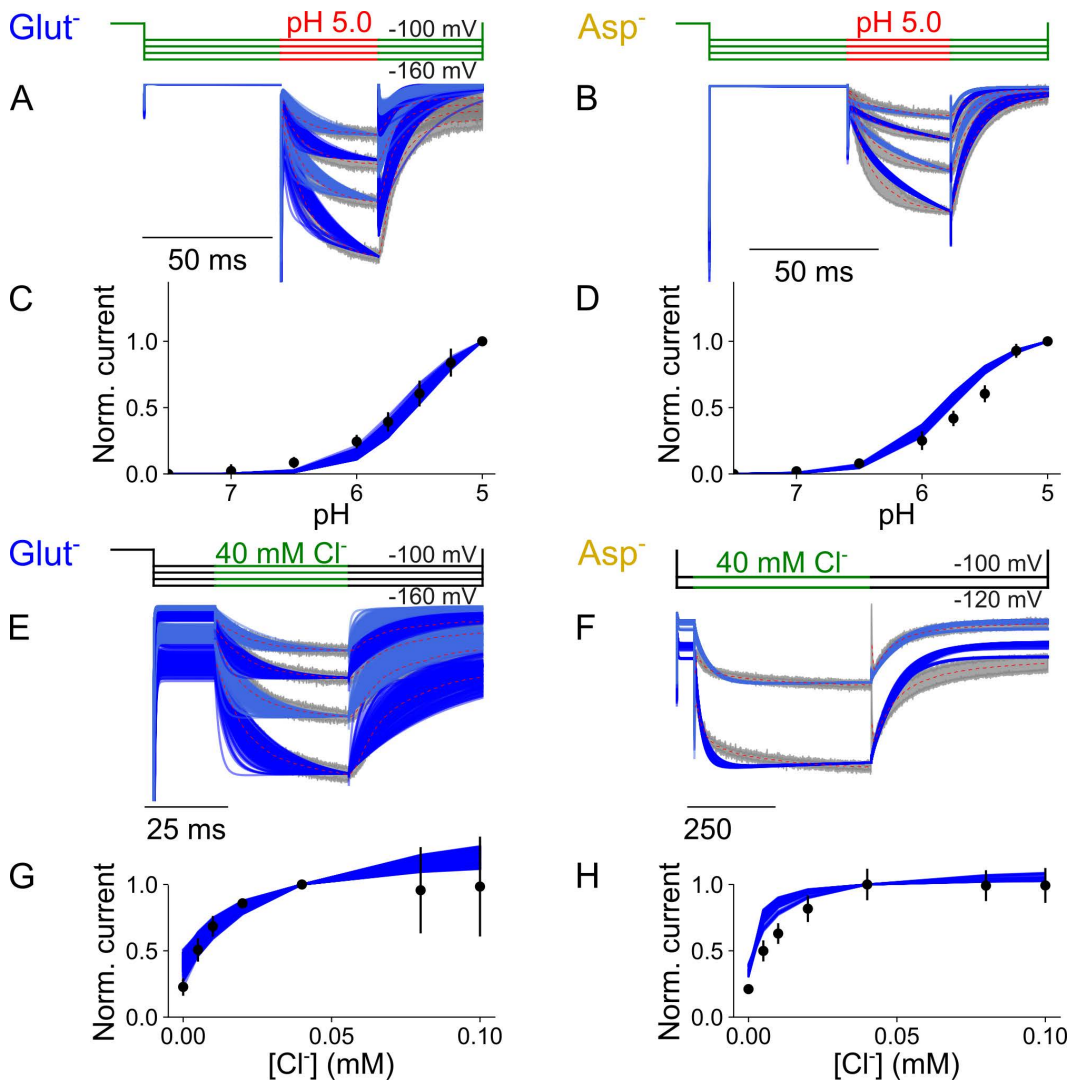 Glut⁻ pH 5.0 -100 mV
-160 mV
Asp⁻ pH 5.0 -100 mV
-160 mV
A
50 ms
B
50 ms
C
Norm. current
1.0
0.5
0.0
7 6 5
pH
D
Norm. current
1.0
0.5
0.0
7 6 5
pH
Glut⁻ 40 mM Cl⁻ -100 mV
-160 mV
Asp⁻ 40 mM Cl⁻ -100 mV
-120 mV
E
25 ms
F
250
G
Norm. current
1.0
0.5
0.0
0.00 0.05 0.10
[Cl⁻] (mM)
H
Norm. current
1.0
0.5
0.0
0.00 0.05 0.10
[Cl⁻] (mM)